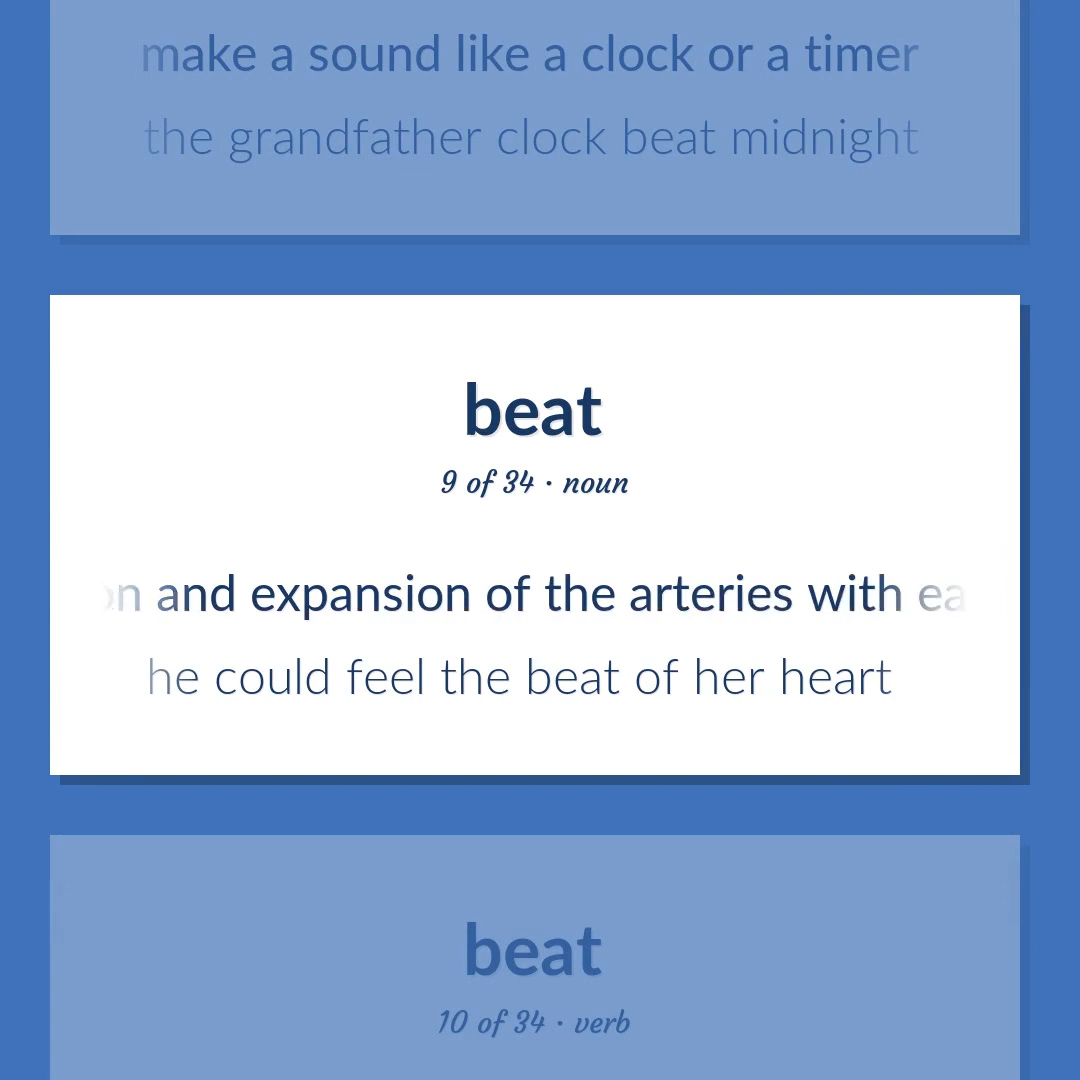 make a sound like a clock or a timer
the grandfather clock beat midnight
beat
9 of 34 · noun
and expansion of the arteries with
he could feel the beat of her heart
beat
10 of 34 · verb